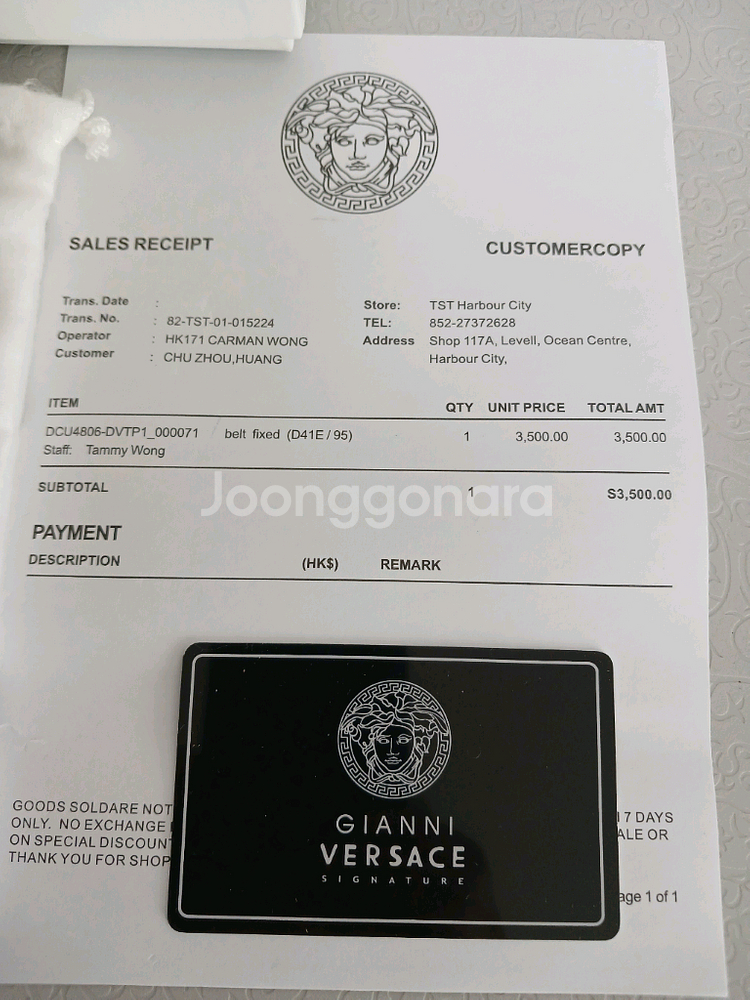 SALES RECEIPT
CUSTOMERCOPY
Trans. Date :
Trans. No. : 82-TST-01-015224
Operator : HK171 CARMAN WONG
Customer : CHU ZHOU,HUANG
Store: TST Harbour City
TEL: 852-27372628
Address Shop 117A, Levell, Ocean Centre,
Harbour City,
ITEM QTY UNIT PRICE TOTAL AMT
DCU4806-DVTP1_000071 belt fixed (D41E/95) 1 3,500.00 3,500.00
Staff: Tammy Wong
SUBTOTAL 1 S3,500.00
Joonggonara
PAYMENT
DESCRIPTION (HK$) REMARK
GIANNI
VERSACE
SIGNATURE
GOODS SOLDARE NOT 7 DAYS
ONLY. NO EXCHANGE ALE OR
ON SPECIAL DISCOUNT
THANK YOU FOR SHOP
age 1 of 1